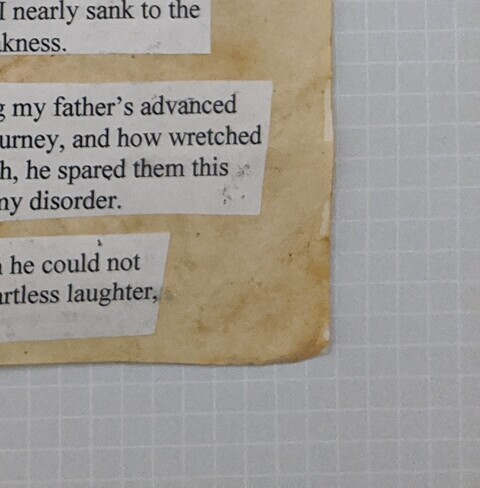 I nearly sank to the
kness.
my father's advanced
urney, and how wretched
h, he spared them this
ny disorder.
he could not
artless laughter,